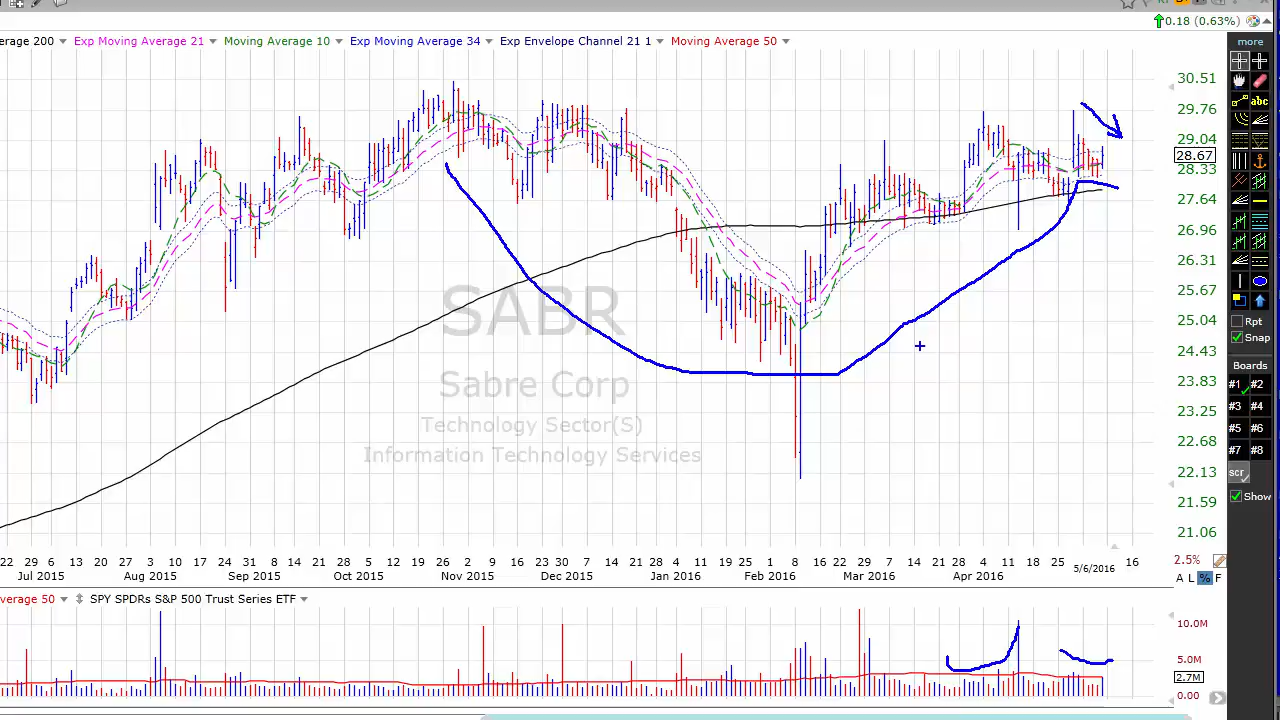 0.18 (0.63%)
erage 200 Exp Moving Average 21 Moving Average 10 Exp Moving Average 34 Exp Envelope Channel 21 1 Moving Average 50
more
abc
30.51
29.76
29.04
28.67
28.33
27.64
26.96
26.31
25.67
25.04
24.43
23.83
23.25
22.68
22.13
21.59
21.06
SABR
Sabre Corp
Technology Sector(S)
Information Technology Services
Rpt
Snap
Boards
#1 #2
#3 #4
#5 #6
#7 #8
scr
Show
22 29 6 13 20 27 3 10 17 24 31 8 14 21 28 5 12 19 26 2 9 16 23 30 7 14 21 28 4 11 19 25 1 8 16 22 29 7 14 21 28 4 11 18 25 16
2.5%
Jul 2015 Aug 2015 Sep 2015 Oct 2015 Nov 2015 Dec 2015 Jan 2016 Feb 2016 Mar 2016 Apr 2016 5/6/2016
A L % F
verage 50 SPY SPDRs S&P 500 Trust Series ETF
10.0M
5.0M
2.7M
0.00